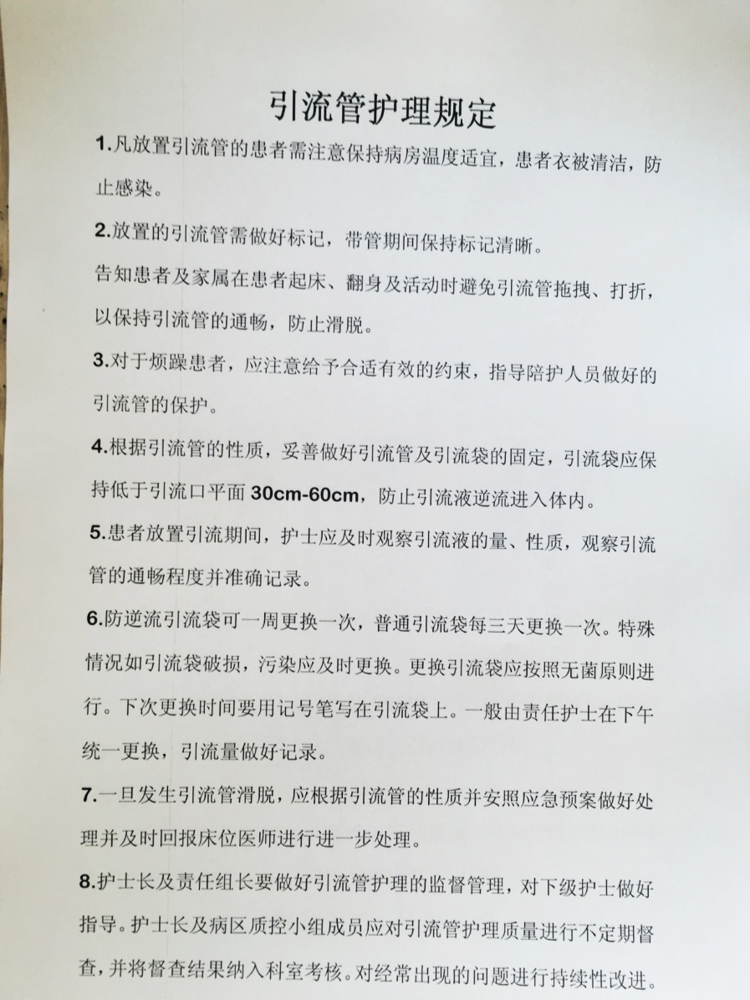 引流管护理规定
1.凡放置引流管的患者需注意保持病房温度适宜，患者衣被清洁，防
止感染。
2.放置的引流管需做好标记，带管期间保持标记清晰。
告知患者及家属在患者起床、翻身及活动时避免引流管拖拽、打折，
以保持引流管的通畅，防止滑脱。
3.对于烦躁患者，应注意给予合适有效的约束，指导陪护人员做好的
引流管的保护。
4.根据引流管的性质，妥善做好引流管及引流袋的固定，引流袋应保
持低于引流口平面 30cm-60cm，防止引流液逆流进入体内。
5.患者放置引流期间，护士应及时观察引流液的量、性质，观察引流
管的通畅程度并准确记录。
6.防逆流引流袋可一周更换一次，普通引流袋每三天更换一次。特殊
情况如引流袋破损，污染应及时更换。更换引流袋应按照无菌原则进
行。下次更换时间要用记号笔写在引流袋上。一般由责任护士在下午
统一更换，引流量做好记录。
7.一旦发生引流管滑脱，应根据引流管的性质并安照应急预案做好处
理并及时回报床位医师进行进一步处理。
8.护士长及责任组长要做好引流管护理的监督管理，对下级护士做好
指导。护士长及病区质控小组成员应对引流管护理质量进行不定期督
查，并将督查结果纳入科室考核。对经常出现的问题进行持续性改进。